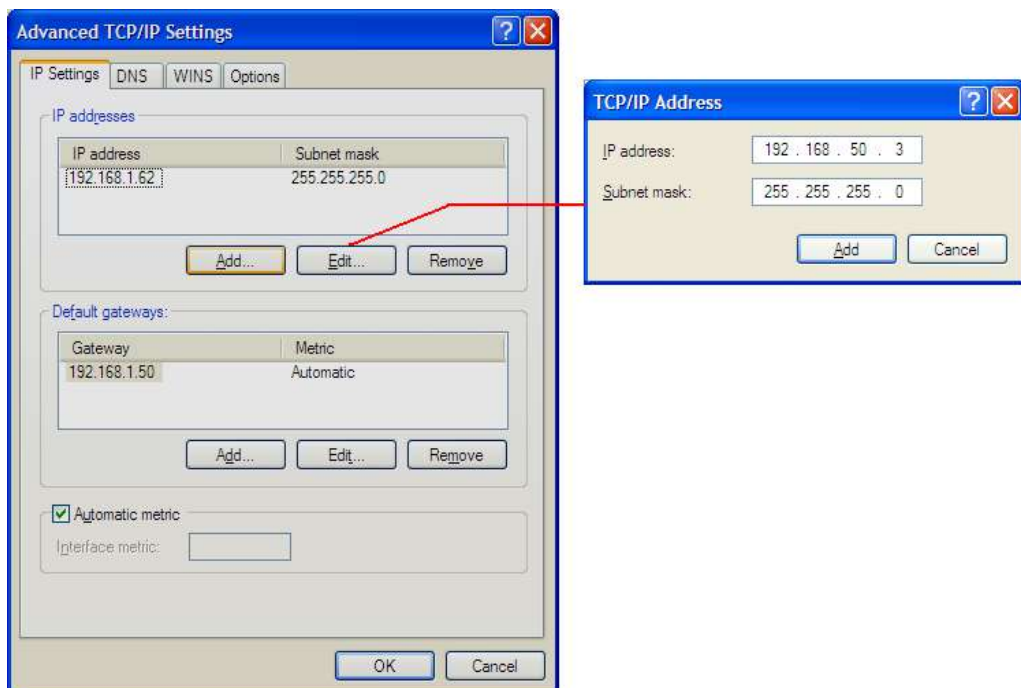 Advanced TCP/IP Settings
IP Settings DNS WINS Options
IP addresses
IP address Subnet mask
192.168.1.62 255.255.255.0
Add... Edit... Remove
Default gateways:
Gateway Metric
192.168.1.50 Automatic
Add... Edit... Remove
Automatic metric
Interface metric:
OK Cancel
TCP/IP Address
IP address: 192 . 168 . 50 . 3
Subnet mask: 255 . 255 . 255 . 0
Add Cancel